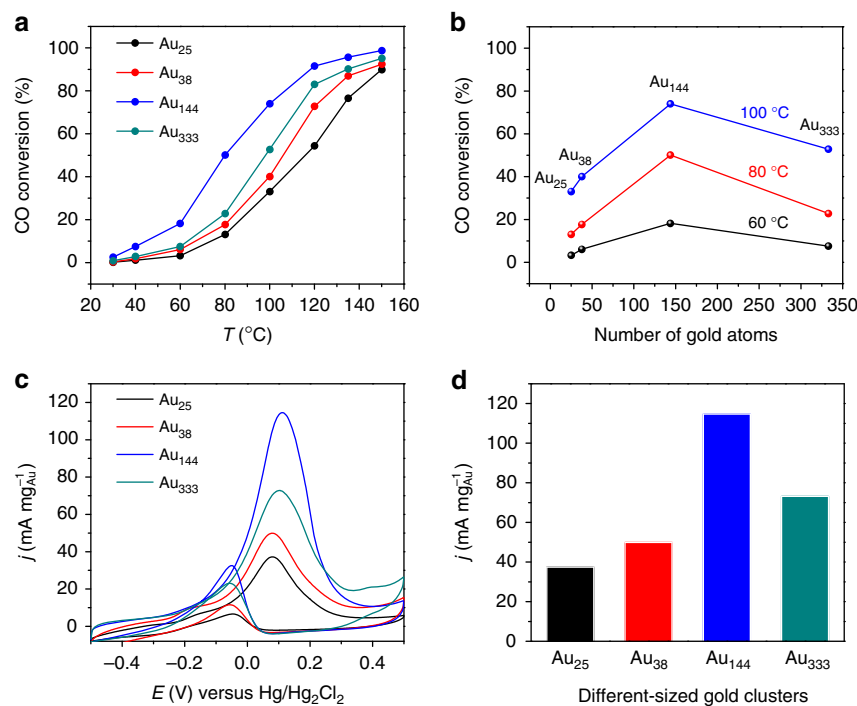 a
CO conversion (%)
100
80
60
40
20
0
Au₂₅
Au₃₈
Au₁₄₄
Au₃₃₃
20 40 60 80 100 120 140 160
T (°C)
b
CO conversion (%)
100
80
60
40
20
0
Au₁₄₄
100 °C
Au₃₃₃
Au₃₈
Au₂₅
80 °C
60 °C
0 50 100 150 200 250 300 350
Number of gold atoms
c
j (mA mg⁻¹Au)
120
100
80
60
40
20
0
Au₂₅
Au₃₈
Au₁₄₄
Au₃₃₃
−0.4 −0.2 0.0 0.2 0.4
E (V) versus Hg/Hg₂Cl₂
d
j (mA mg⁻¹Au)
120
100
80
60
40
20
0
Au₂₅ Au₃₈ Au₁₄₄ Au₃₃₃
Different-sized gold clusters